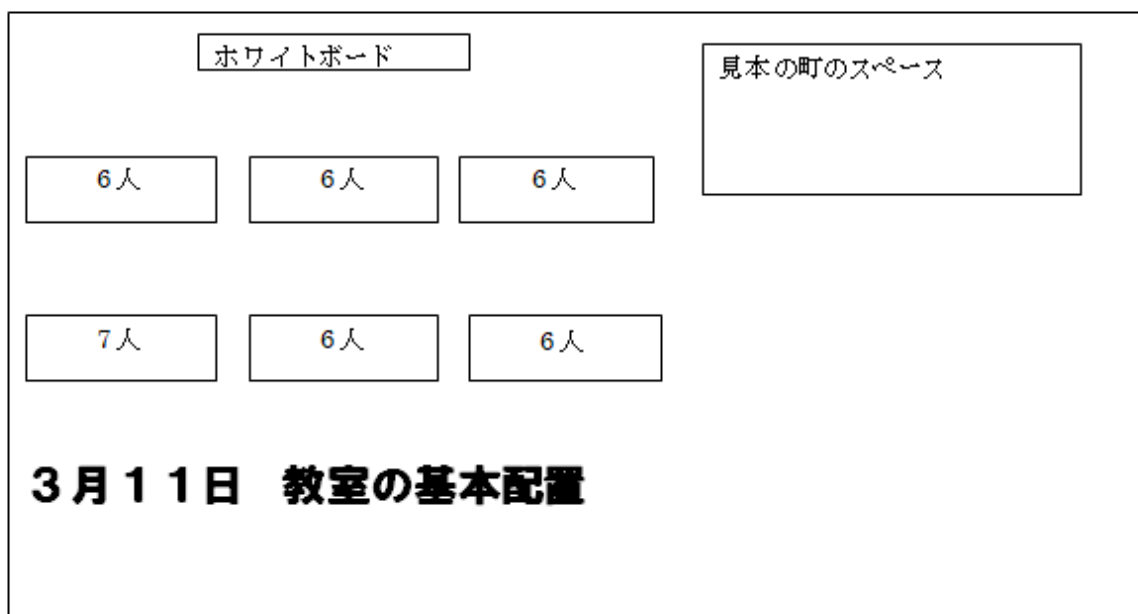 ホワイトボード
見本の町のスペース
6人
6人
6人
7人
6人
6人
３月１１日　教室の基本配置